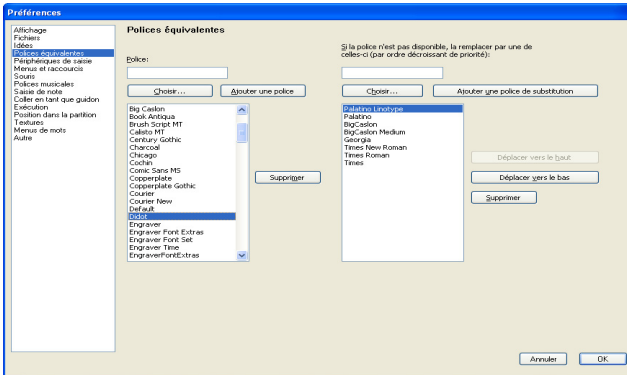 Préférences
Affichage
Fichiers
Idées
Polices équivalentes
Périphériques de saisie
Menus et raccourcis
Souris
Polices musicales
Saisie de note
Coller en tant que guidon
Exécution
Position dans la partition
Textures
Menus de mots
Autre
Polices équivalentes
Police:
Choisir...
Ajouter une police
Big Caslon
Book Antiqua
Brush Script MT
Calisto MT
Century Gothic
Charcoal
Chicago
Cochin
Comic Sans MS
Copperplate
Copperplate Gothic
Courier
Courier New
Default
Didot
Engraver
Engraver Font Extras
Engraver Font Set
Engraver Time
EngraverFontExtras
Supprimer
Si la police n'est pas disponible, la remplacer par une de
celles-ci (par ordre décroissant de priorité):
Choisir...
Ajouter une police de substitution
Palatino Linotype
Palatino
BigCaslon
BigCaslon Medium
Georgia
Times New Roman
Times Roman
Times
Déplacer vers le haut
Déplacer vers le bas
Supprimer
Annuler
OK